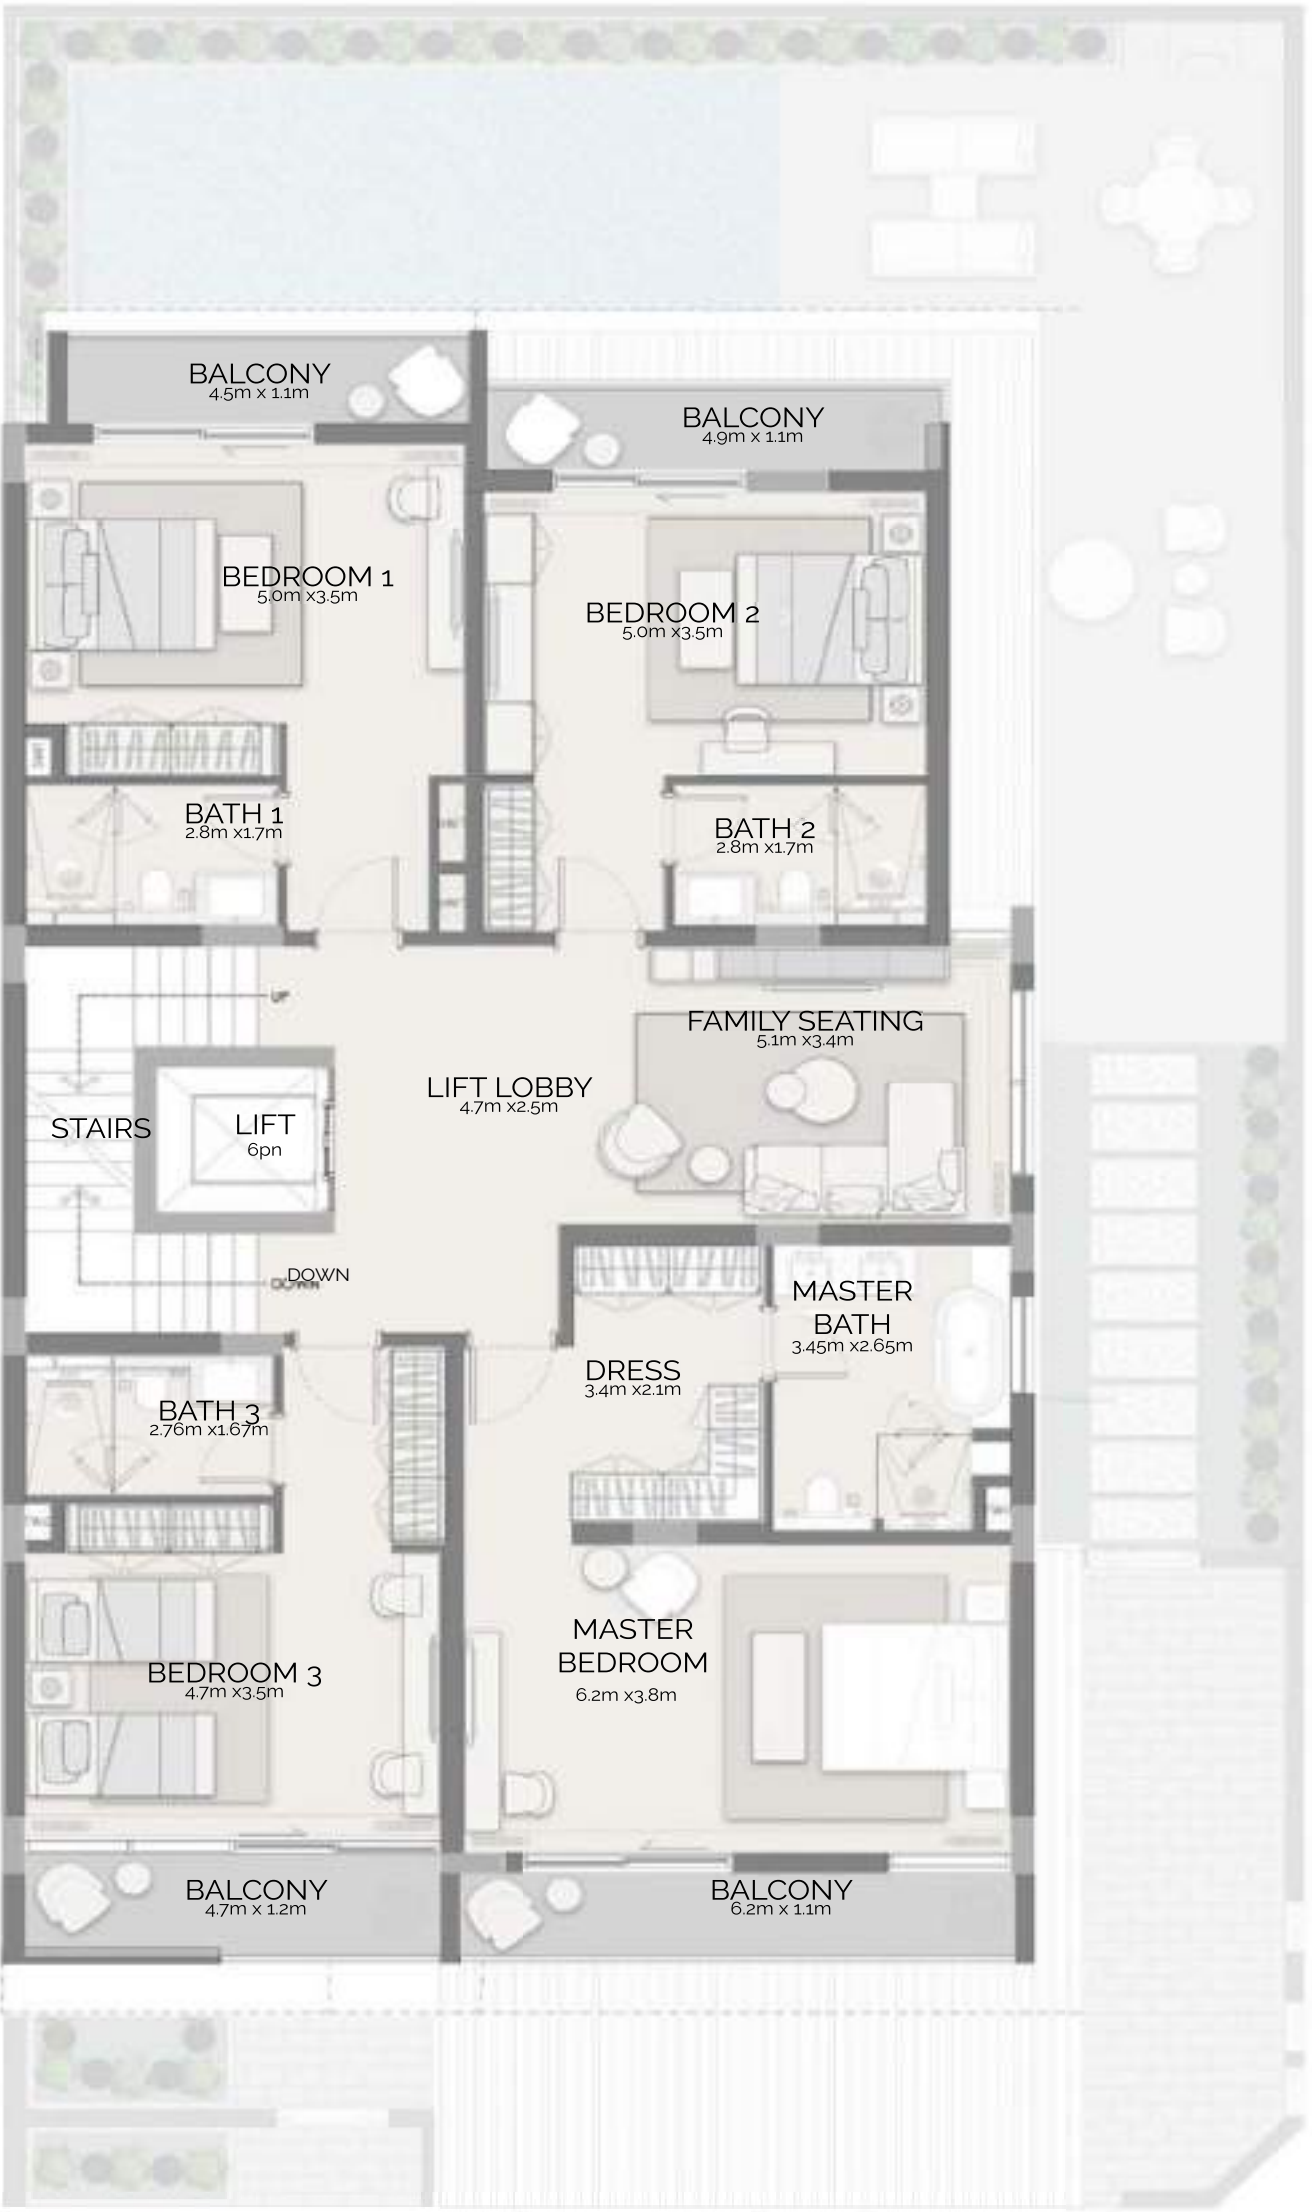 BALCONY
4.5m x 1.1m
BALCONY
4.9m x 1.1m
BEDROOM 1
5.0m x3.5m
BEDROOM 2
5.0m x3.5m
BATH 1
2.8m x1.7m
BATH 2
2.8m x1.7m
UP
FAMILY SEATING
5.1m x3.4m
LIFT LOBBY
4.7m x2.5m
STAIRS
LIFT
6pn
DOWN
DOWN
MASTER
BATH
3.45m x2.65m
DRESS
3.4m x2.1m
BATH 3
2.76m x1.67m
MASTER
BEDROOM
6.2m x3.8m
BEDROOM 3
4.7m x3.5m
BALCONY
4.7m x 1.2m
BALCONY
6.2m x 1.1m